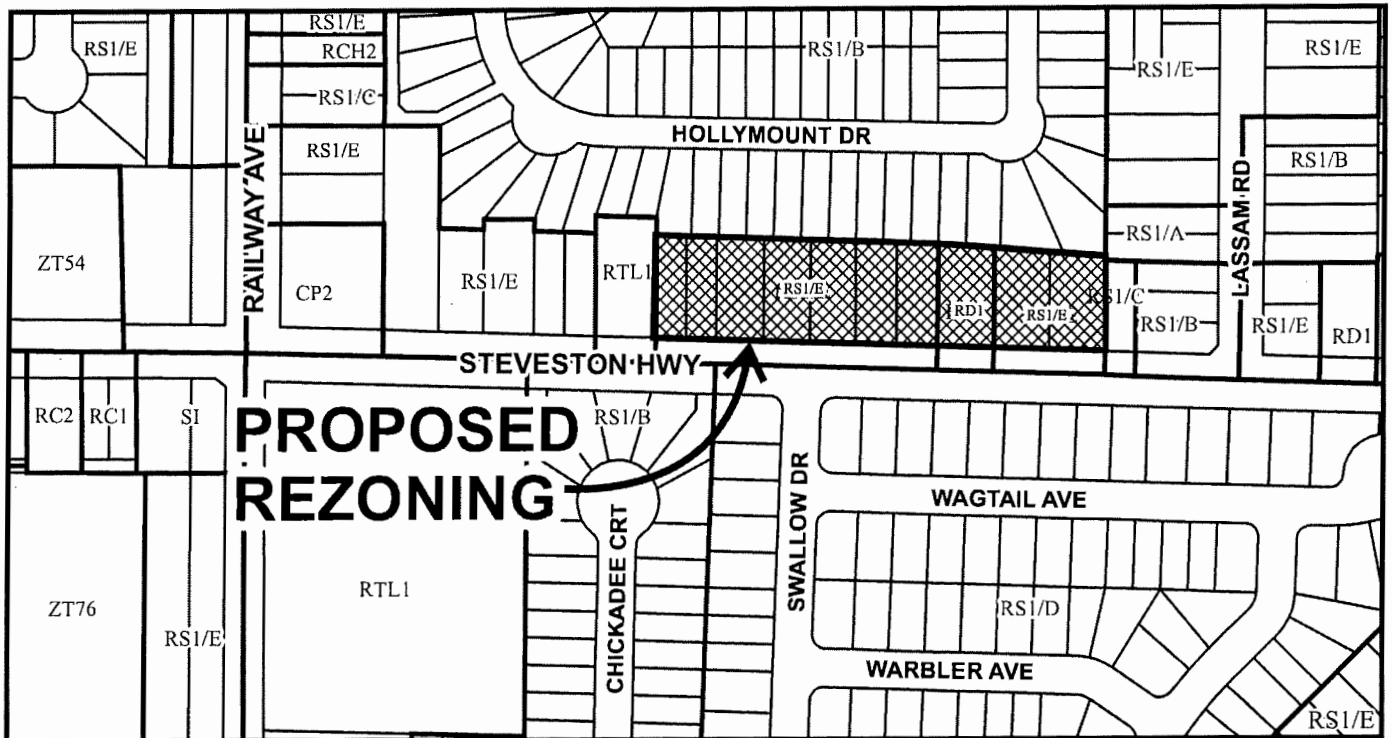 RS1/E
RS1/E
RCH2
RS1/C
RS1/E
RS1/B
RS1/E
RS1/E
HOLLYMOUNT DR
RAILWAY AVE
RS1/B
LASSAM RD
RS1/A
ZT54
CP2
RS1/E
RTL1
RS1/E
RD1
RS1/E
RS1/C
RS1/B
RS1/E
RD1
STEVESTON HWY
RC2
RC1
SI
PROPOSED
REZONING
RS1/B
CHICKADEE CRT
SWALLOW DR
WAGTAIL AVE
ZT76
RS1/E
RTL1
RS1/D
WARBLER AVE
RS1/E